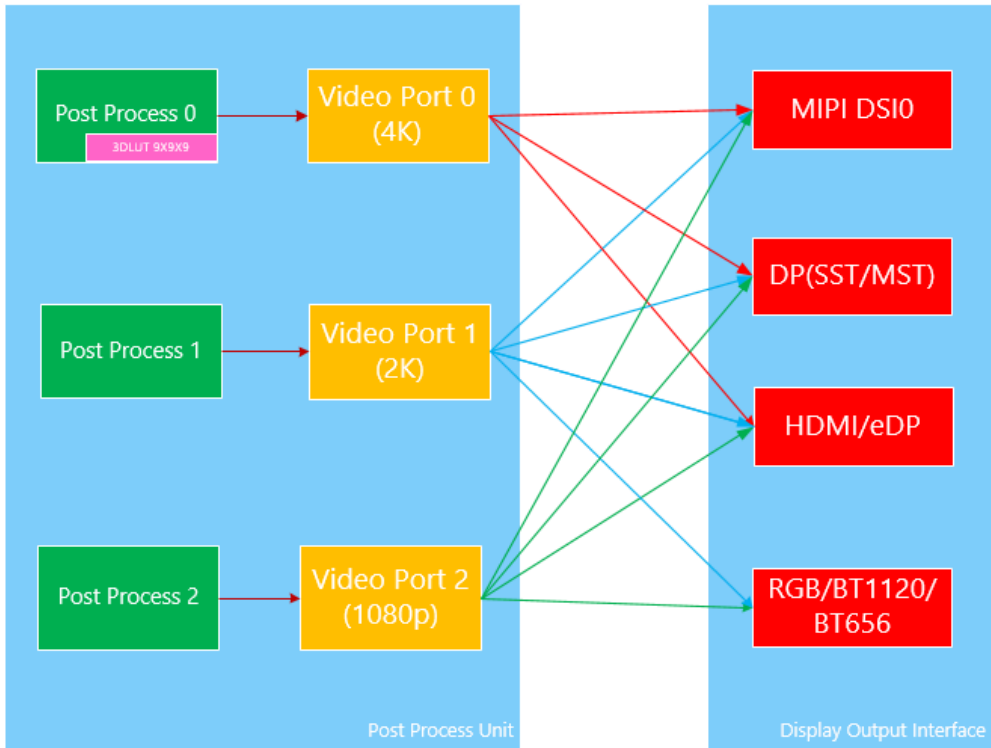 Post Process 0
3DLUT 9X9X9
Video Port 0
(4K)
MIPI DSI0
DP(SST/MST)
Post Process 1
Video Port 1
(2K)
HDMI/eDP
Post Process 2
Video Port 2
(1080p)
RGB/BT1120/
BT656
Post Process Unit
Display Output Interface